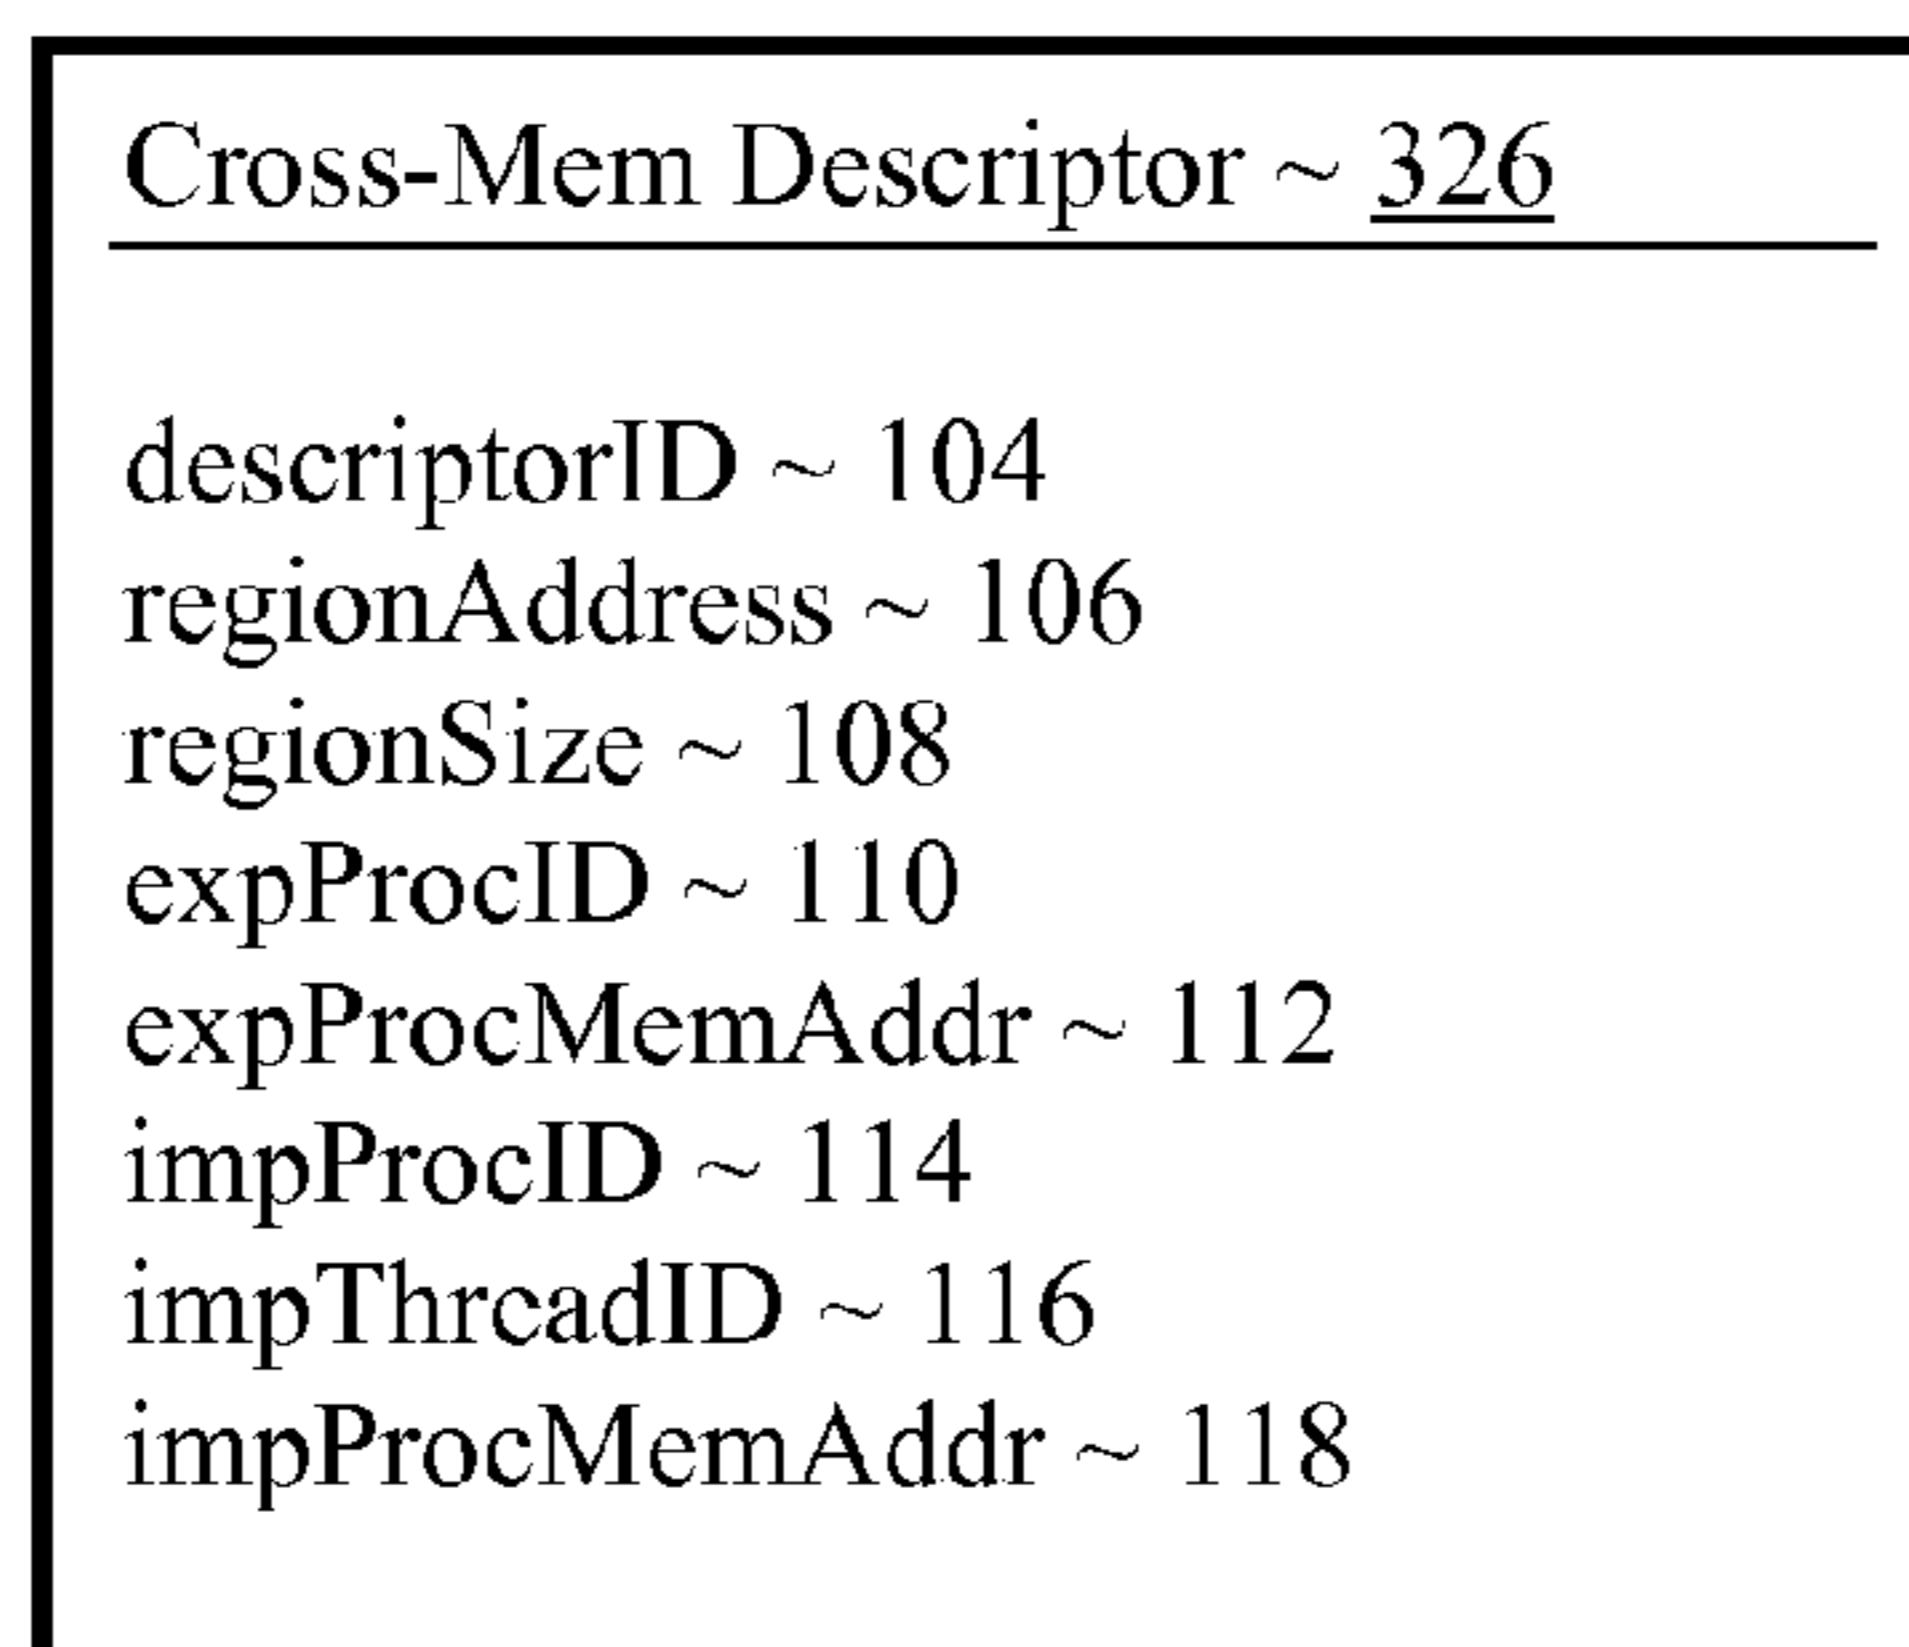 Cross-Mem Descriptor ~ 326
descriptorID ~ 104
regionAddress ~ 106
regionSize ~ 108
expProcID ~ 110
expProcMemAddr ~ 112
impProcID ~ 114
impThreadID ~ 116
impProcMemAddr ~ 118